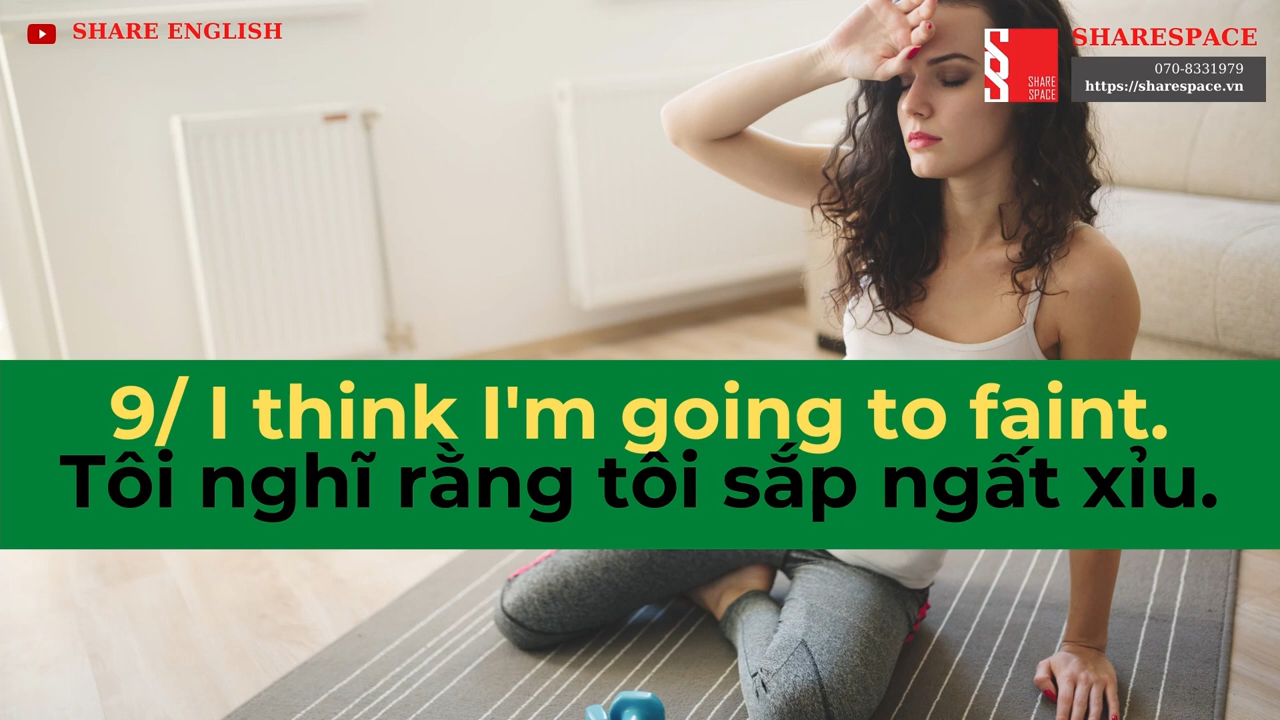 SHARE ENGLISH
SHARESPACE
SHARE
SPACE
070-8331979
https://sharespace.vn
9/ I think I'm going to faint.
Tôi nghĩ rằng tôi sắp ngất xỉu.